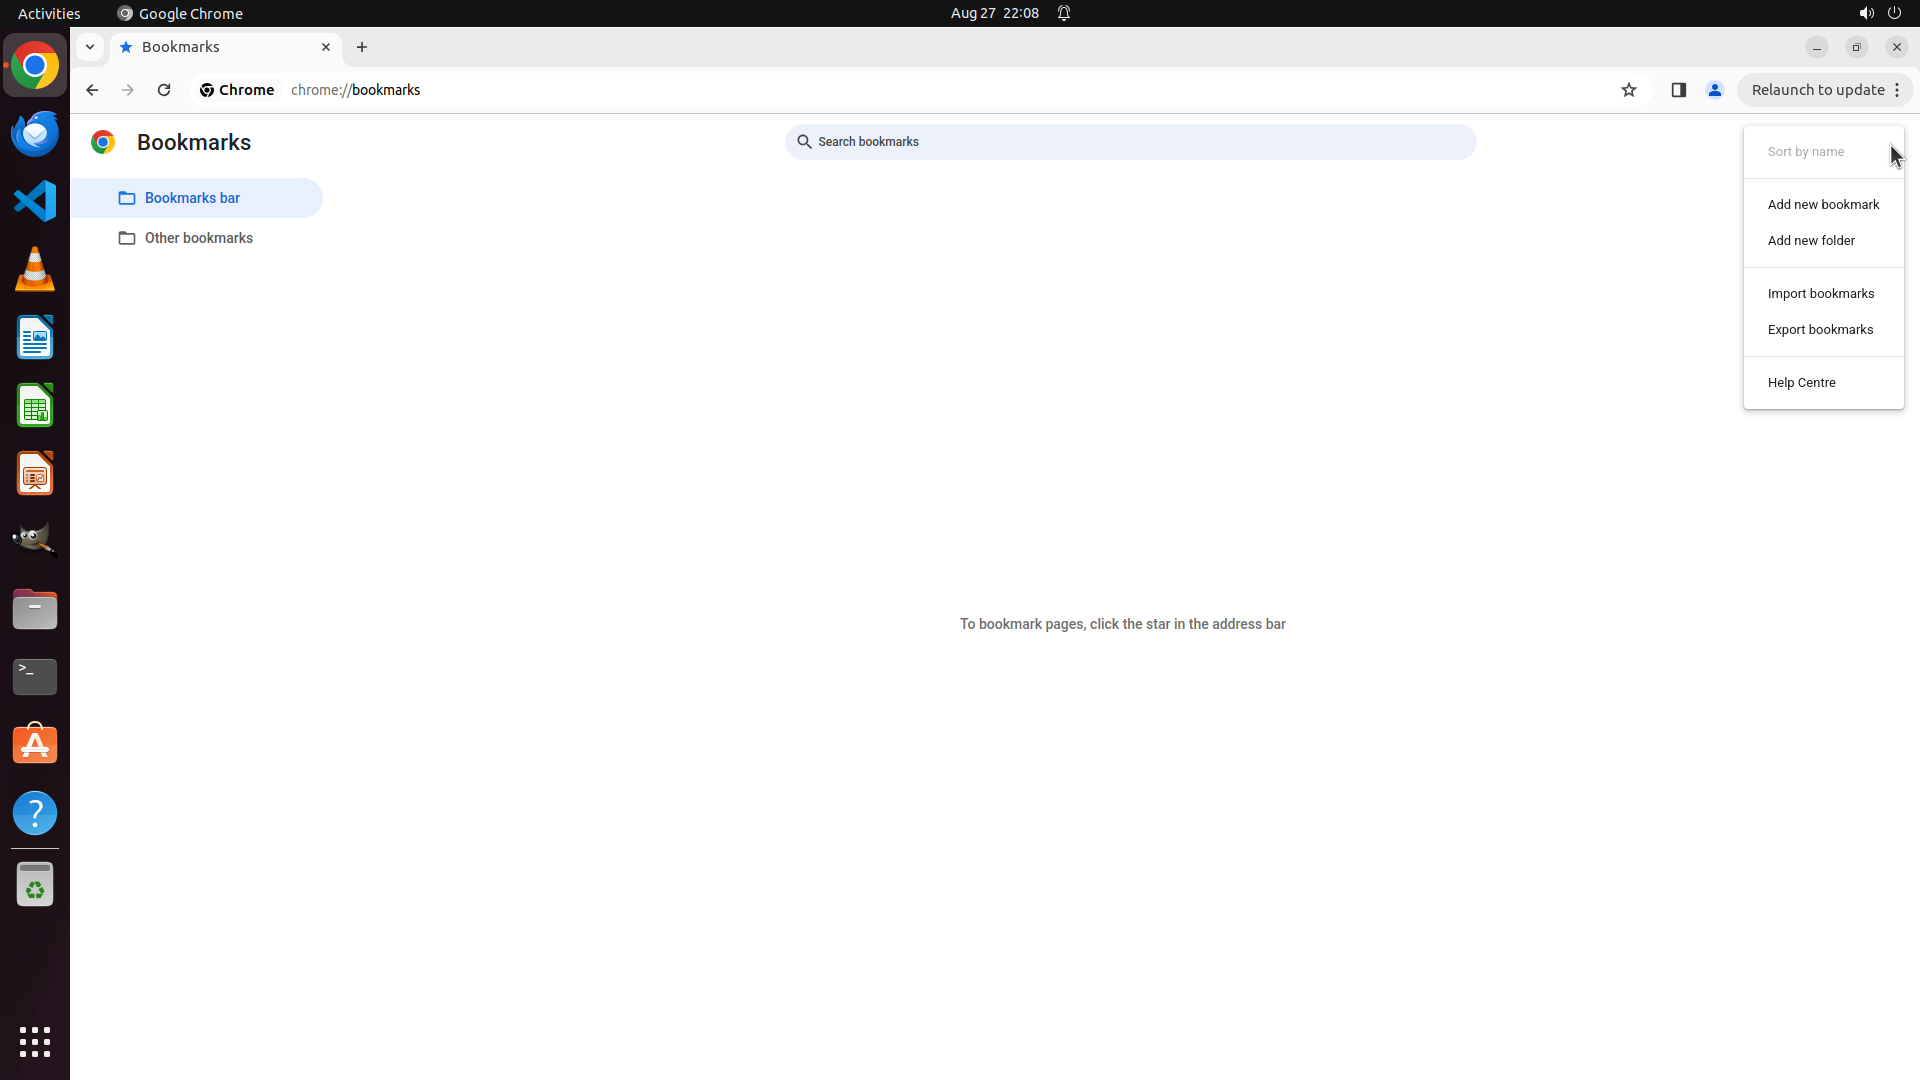 Activities
Google Chrome
Aug 27 22:08
Bookmarks
Chrome
chrome://bookmarks
Relaunch to update
Bookmarks
Search bookmarks
Bookmarks bar
Other bookmarks
Sort by name
Add new bookmark
Add new folder
Import bookmarks
Export bookmarks
Help Centre
To bookmark pages, click the star in the address bar